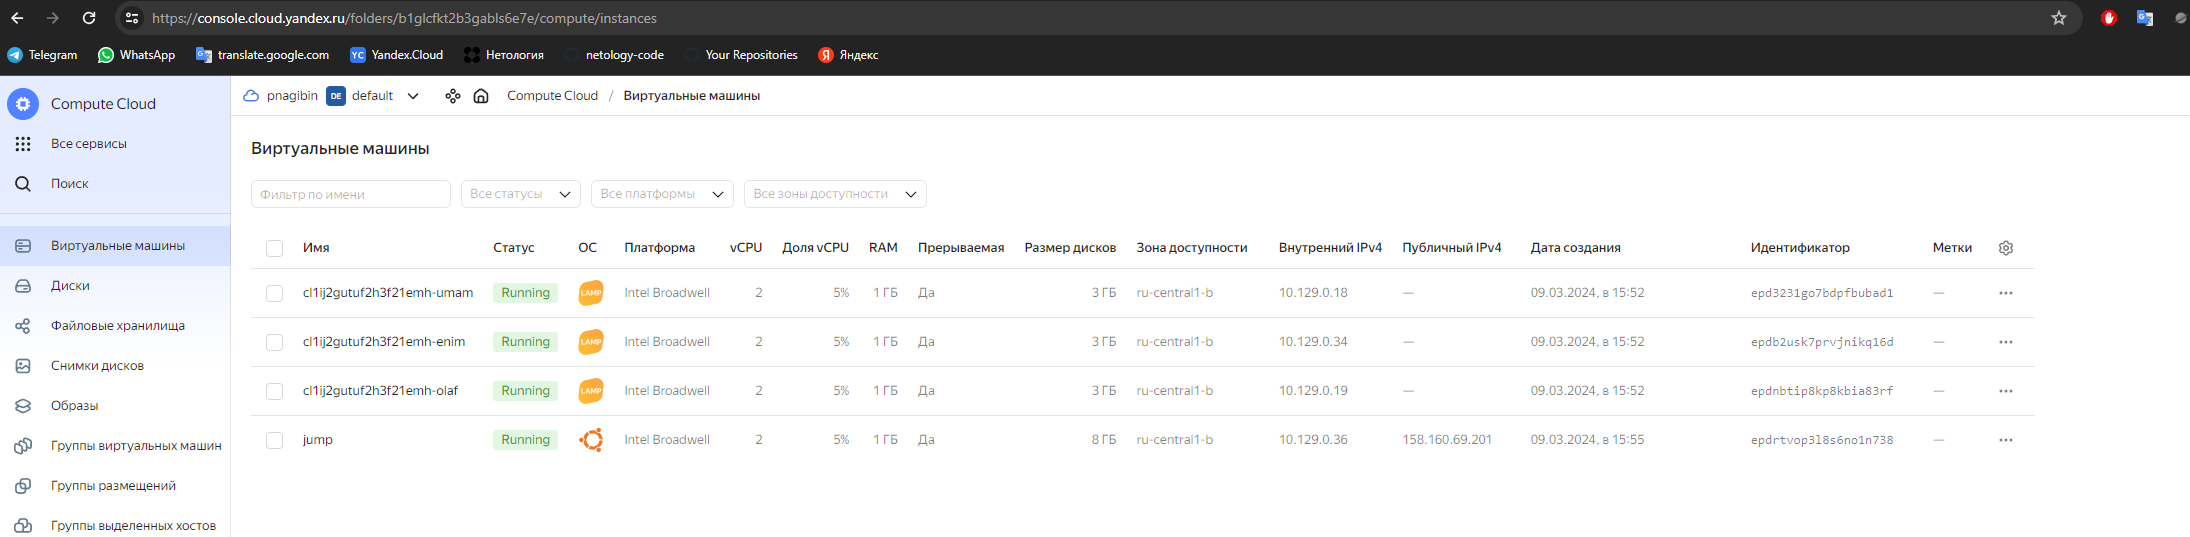 https://console.cloud.yandex.ru/folders/b1glcfkt2b3gabls6e7e/compute/instances
Telegram WhatsApp translate.google.com YC Yandex.Cloud Нетология netology-code Your Repositories Я Яндекс
Compute Cloud
Все сервисы
Поиск
Виртуальные машины
Диски
Файловые хранилища
Снимки дисков
Образы
Группы виртуальных машин
Группы размещений
Группы выделенных хостов
pnagibin DE default Compute Cloud / Виртуальные машины
Виртуальные машины
Фильтр по имени Все статусы Все платформы Все зоны доступности
Имя Статус ОС Платформа vCPU Доля vCPU RAM Прерываемая Размер дисков Зона доступности Внутренний IPv4 Публичный IPv4 Дата создания Идентификатор Метки
cl1ij2gutuf2h3f21emh-umam Running LAMP Intel Broadwell 2 5% 1 ГБ Да 3 ГБ ru-central1-b 10.129.0.18 — 09.03.2024, в 15:52 epd3231go7bdpfbubad1 — ...
cl1ij2gutuf2h3f21emh-enim Running LAMP Intel Broadwell 2 5% 1 ГБ Да 3 ГБ ru-central1-b 10.129.0.34 — 09.03.2024, в 15:52 epdb2usk7prvjnikq16d — ...
cl1ij2gutuf2h3f21emh-olaf Running LAMP Intel Broadwell 2 5% 1 ГБ Да 3 ГБ ru-central1-b 10.129.0.19 — 09.03.2024, в 15:52 epdnbtip8kp8kbia83rf — ...
jump Running Intel Broadwell 2 5% 1 ГБ Да 8 ГБ ru-central1-b 10.129.0.36 158.160.69.201 09.03.2024, в 15:55 epdrtvop3l8s6no1n738 — ...